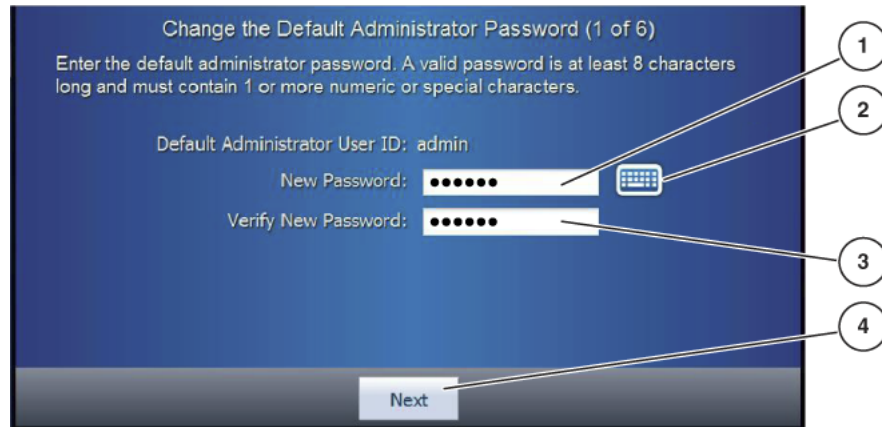 Change the Default Administrator Password (1 of 6)
Enter the default administrator password. A valid password is at least 8 characters
long and must contain 1 or more numeric or special characters.
1
2
Default Administrator User ID: admin
New Password: ●●●●●●
Verify New Password: ●●●●●●
3
4
Next